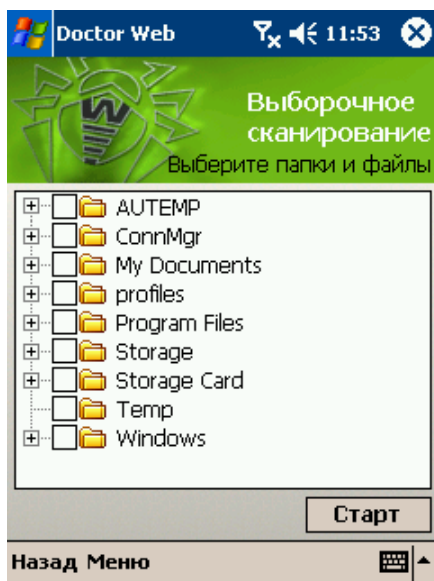 Doctor Web 11:53
Выборочное
сканирование
Выберите папки и файлы
AUTEMP
ConnMgr
My Documents
profiles
Program Files
Storage
Storage Card
Temp
Windows
Старт
Назад Меню